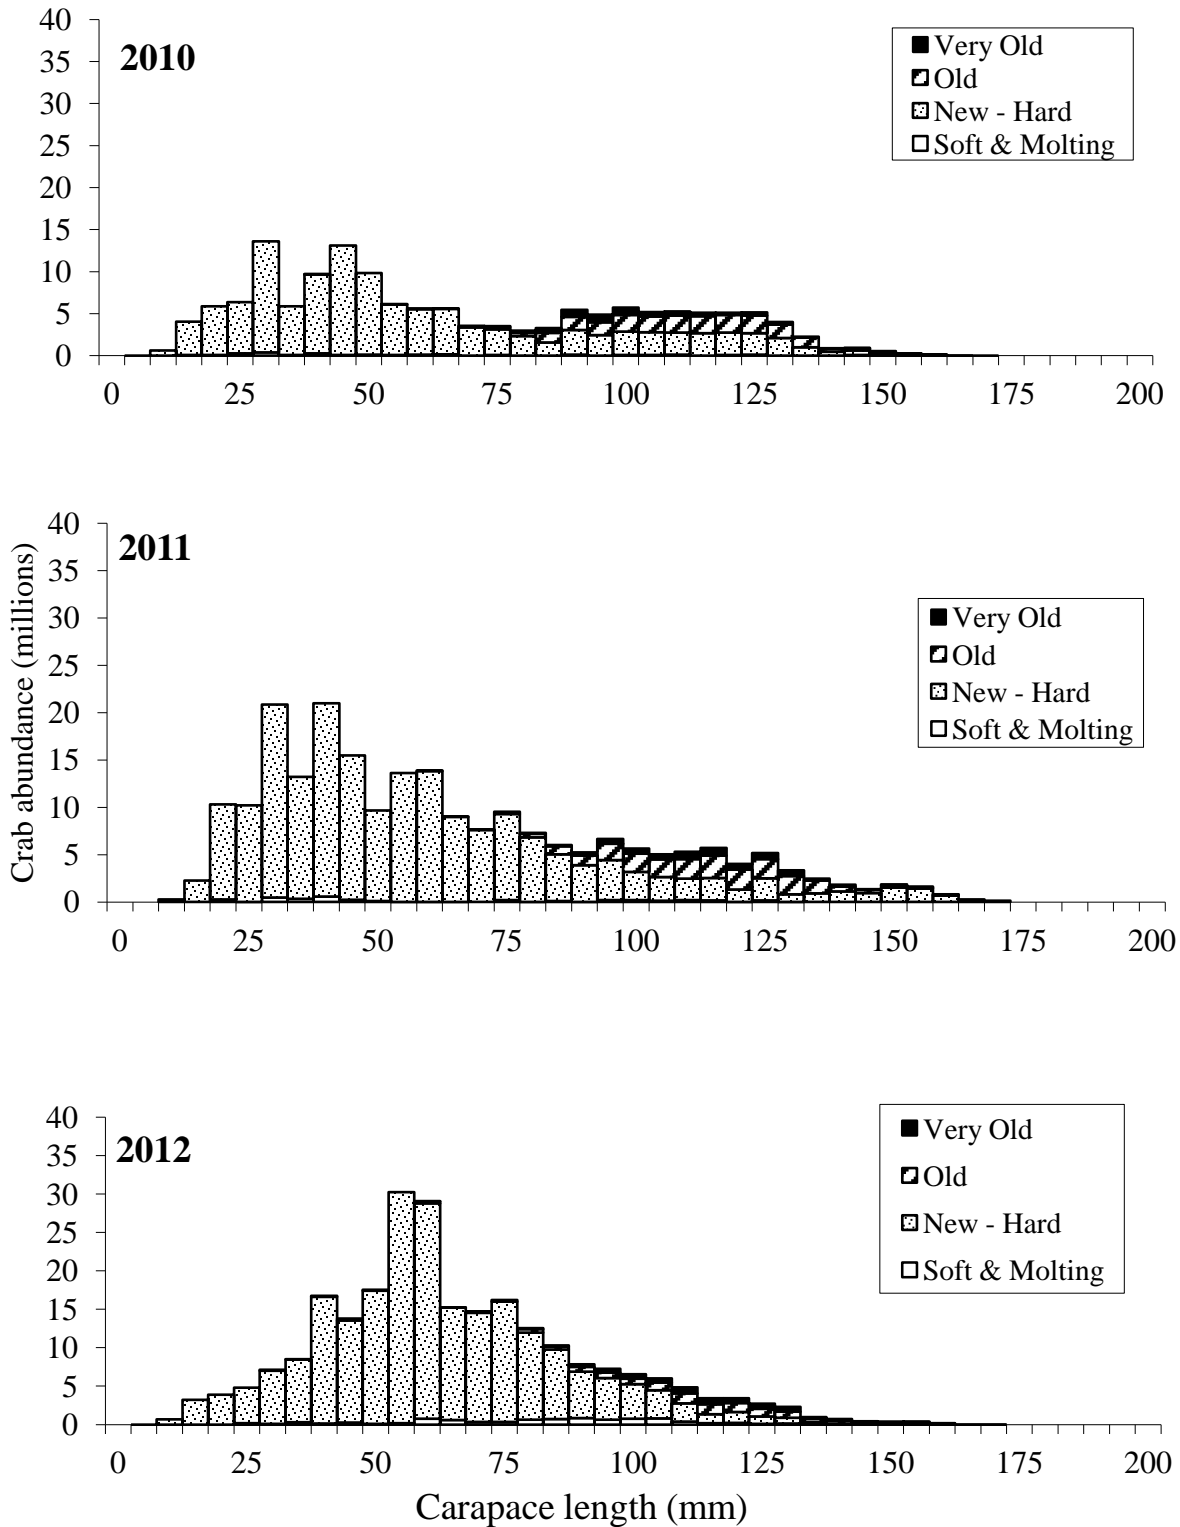 40
35
30
25
20
15
10
5
0
2010
Very Old
Old
New - Hard
Soft & Molting
0 25 50 75 100 125 150 175 200
Crab abundance (millions)
40
35
30
25
20
15
10
5
0
2011
Very Old
Old
New - Hard
Soft & Molting
0 25 50 75 100 125 150 175 200
40
35
30
25
20
15
10
5
0
2012
Very Old
Old
New - Hard
Soft & Molting
0 25 50 75 100 125 150 175 200
Carapace length (mm)